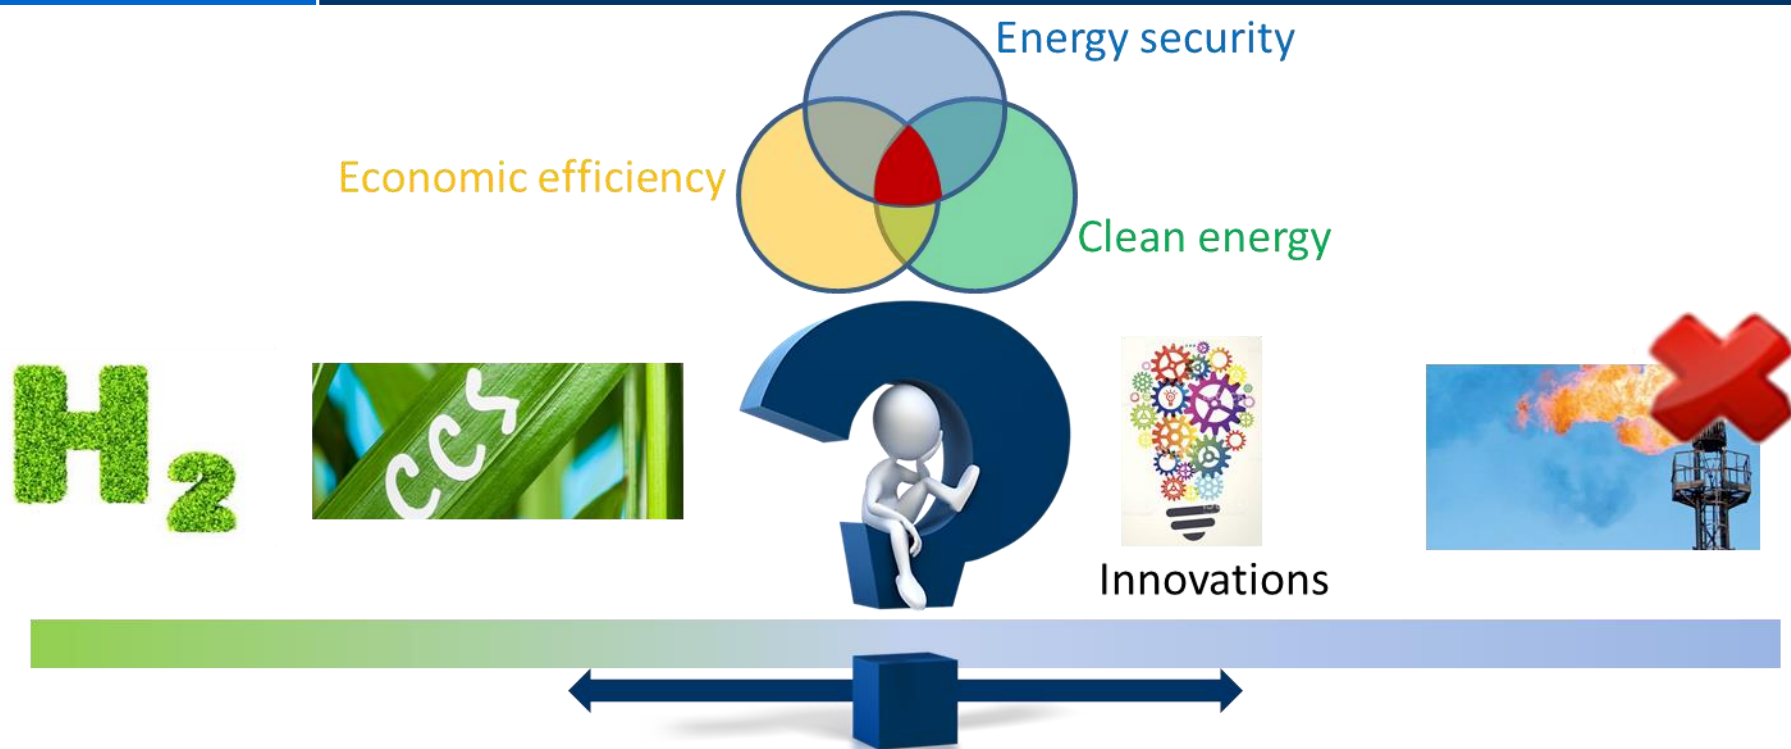 Energy security
Economic efficiency
Clean energy
H2
CCS
Innovations